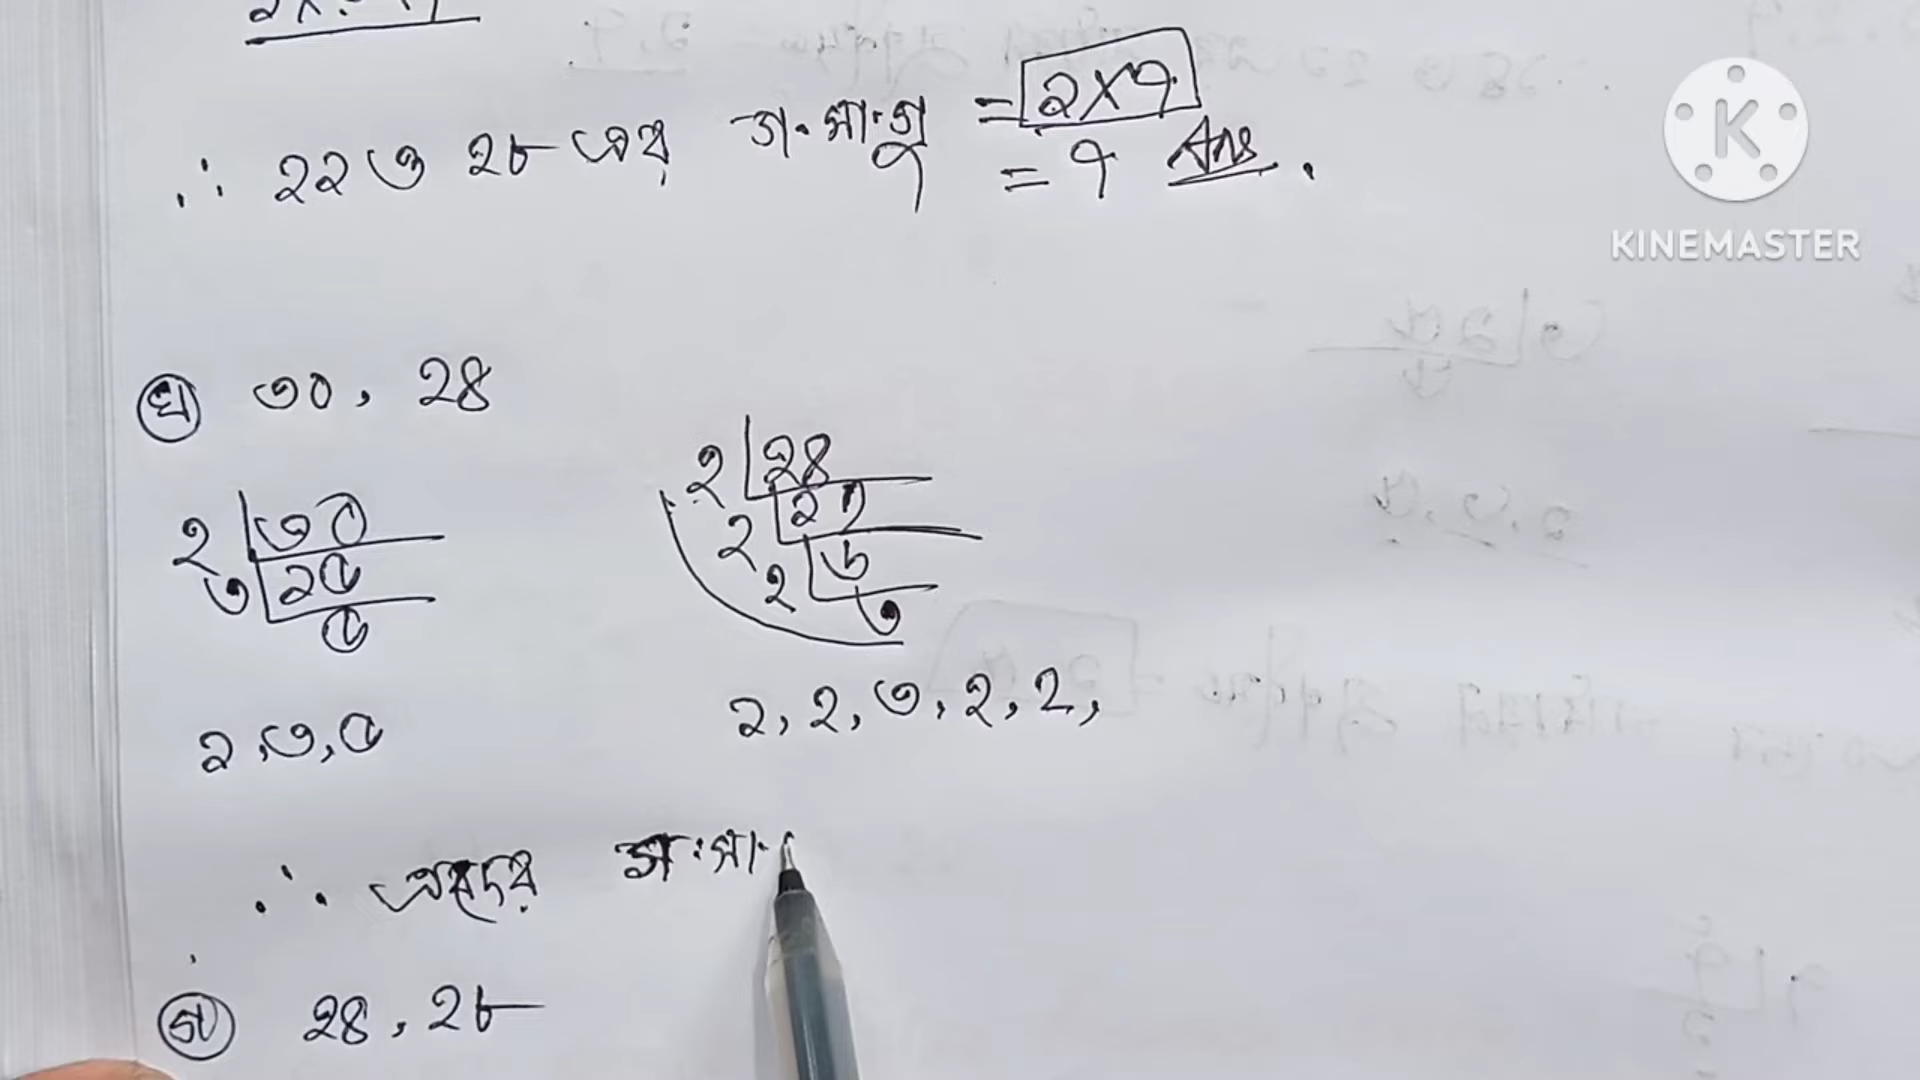 ∴ ২২ ও ২৮ এর গ.সা.গু = ২×৭
= ৭ Ans.
KINEMASTER
ঘ ৩০, ২৪
২ ৩০
৩ ১৫
৫
২ ২৪
২ ১২
২ ৬
৩
২, ৩, ৫
২, ২, ৩, ২, ২,
∴ এদের গ.সা.
২৪, ২৮